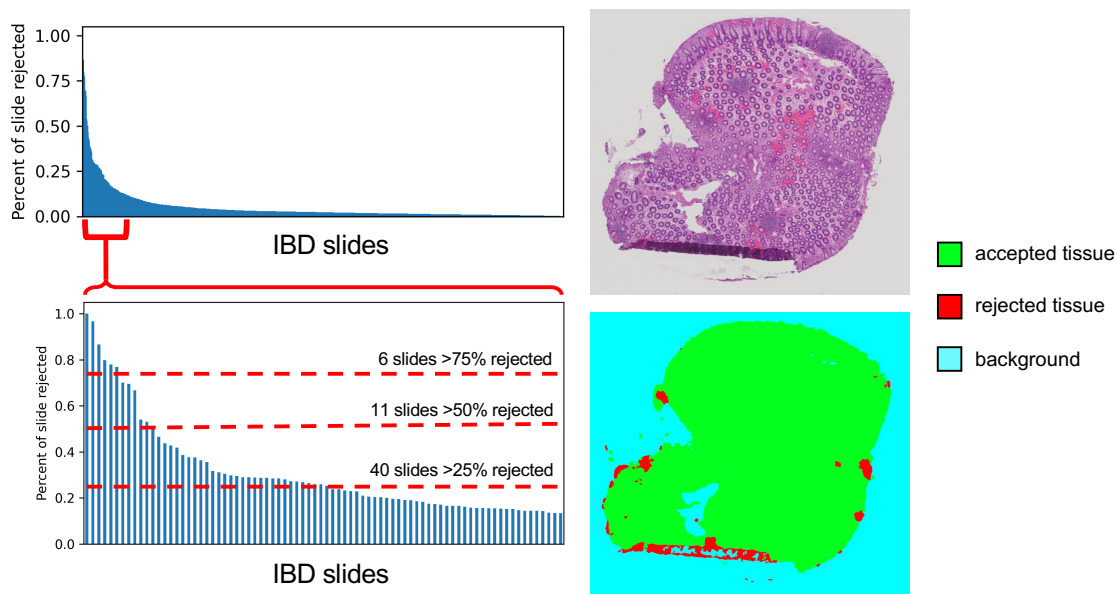 Percent of slide rejected
1.00
0.75
0.50
0.25
0.00
IBD slides
Percent of slide rejected
1.0
0.8
0.6
0.4
0.2
0.0
6 slides >75% rejected
11 slides >50% rejected
40 slides >25% rejected
IBD slides
accepted tissue
rejected tissue
background